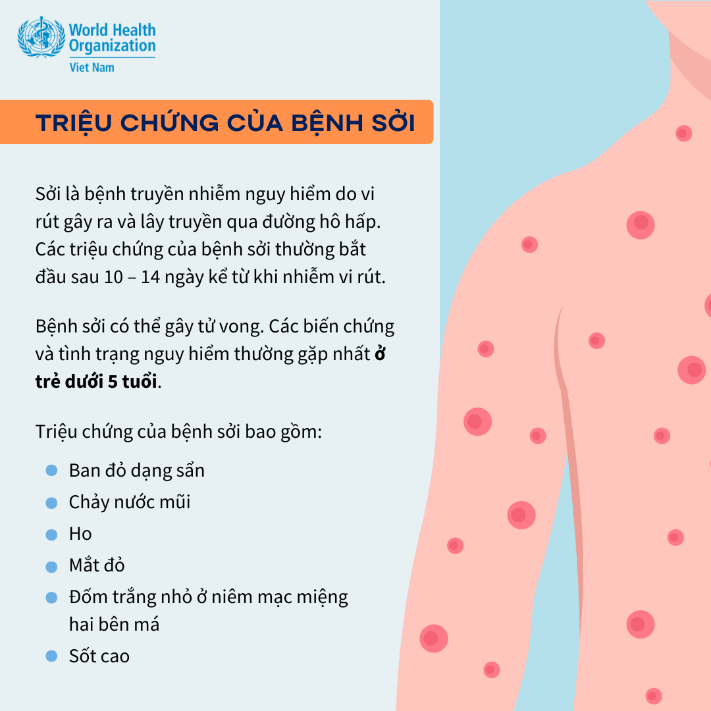 World Health
Organization
Viet Nam
TRIỆU CHỨNG CỦA BỆNH SỞI
Sởi là bệnh truyền nhiễm nguy hiểm do vi
rút gây ra và lây truyền qua đường hô hấp.
Các triệu chứng của bệnh sởi thường bắt
đầu sau 10 – 14 ngày kể từ khi nhiễm vi rút.
Bệnh sởi có thể gây tử vong. Các biến chứng
và tình trạng nguy hiểm thường gặp nhất ở
trẻ dưới 5 tuổi.
Triệu chứng của bệnh sởi bao gồm:
Ban đỏ dạng sẩn
Chảy nước mũi
Ho
Mắt đỏ
Đốm trắng nhỏ ở niêm mạc miệng
hai bên má
Sốt cao